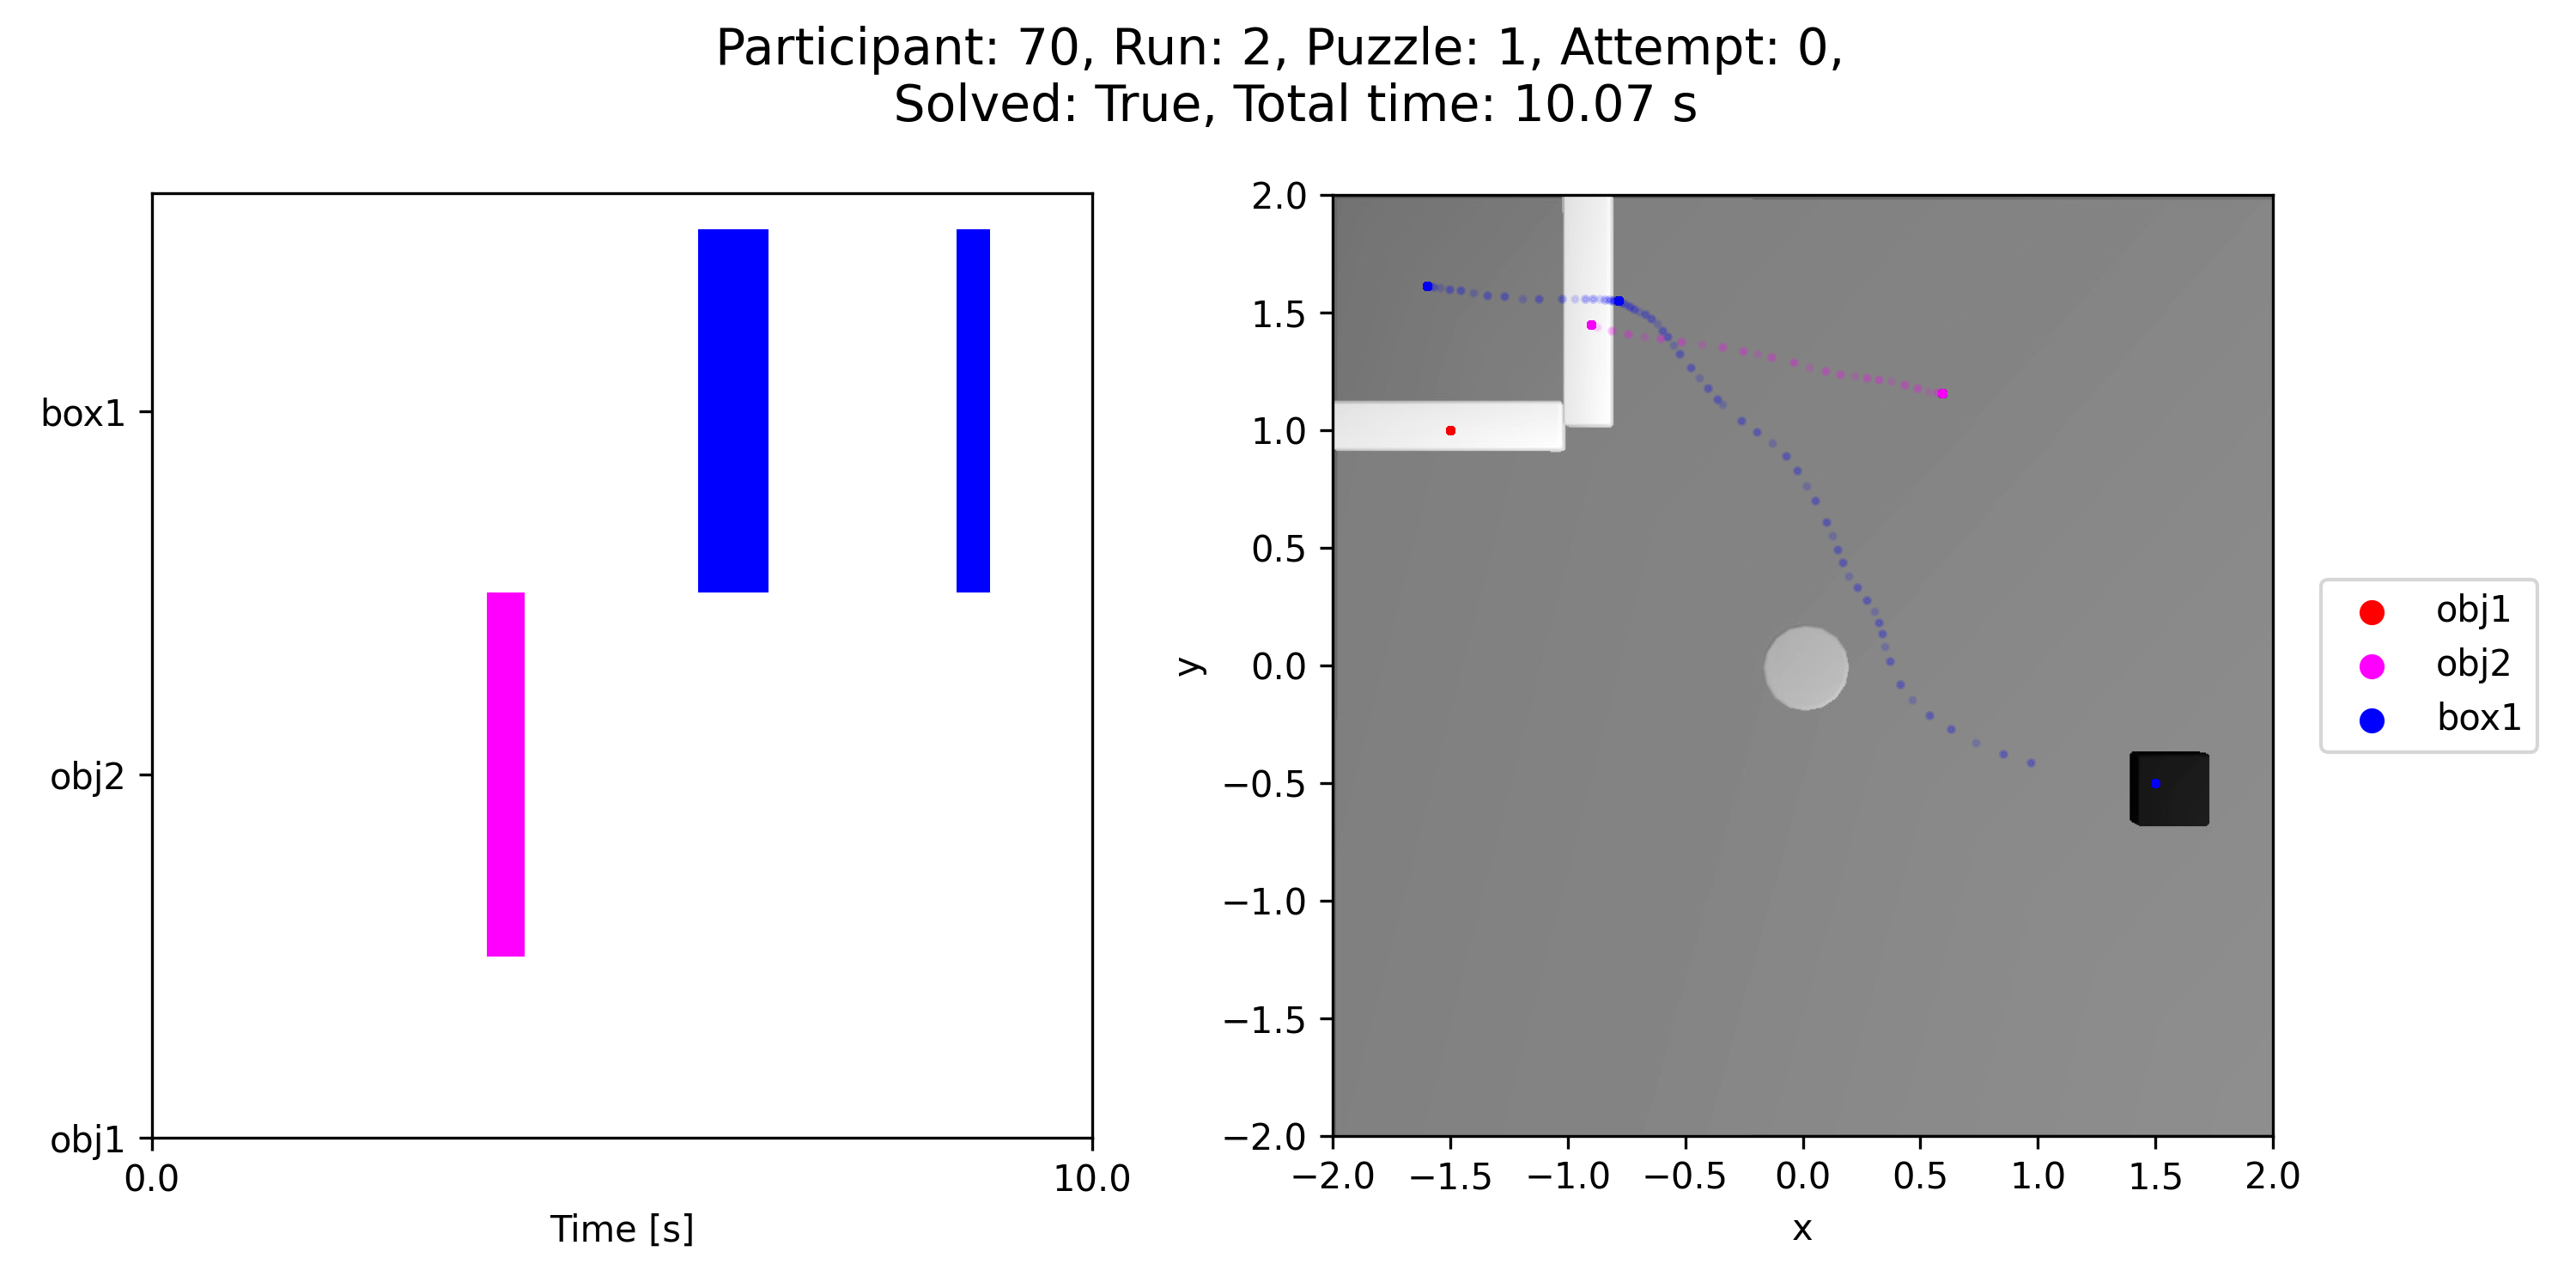 Participant: 70, Run: 2, Puzzle: 1, Attempt: 0,
Solved: True, Total time: 10.07 s
box1
obj2
obj1
0.0
10.0
Time [s]
2.0
1.5
1.0
0.5
0.0
−0.5
−1.0
−1.5
−2.0
y
−2.0
−1.5
−1.0
−0.5
0.0
0.5
1.0
1.5
2.0
x
obj1
obj2
box1